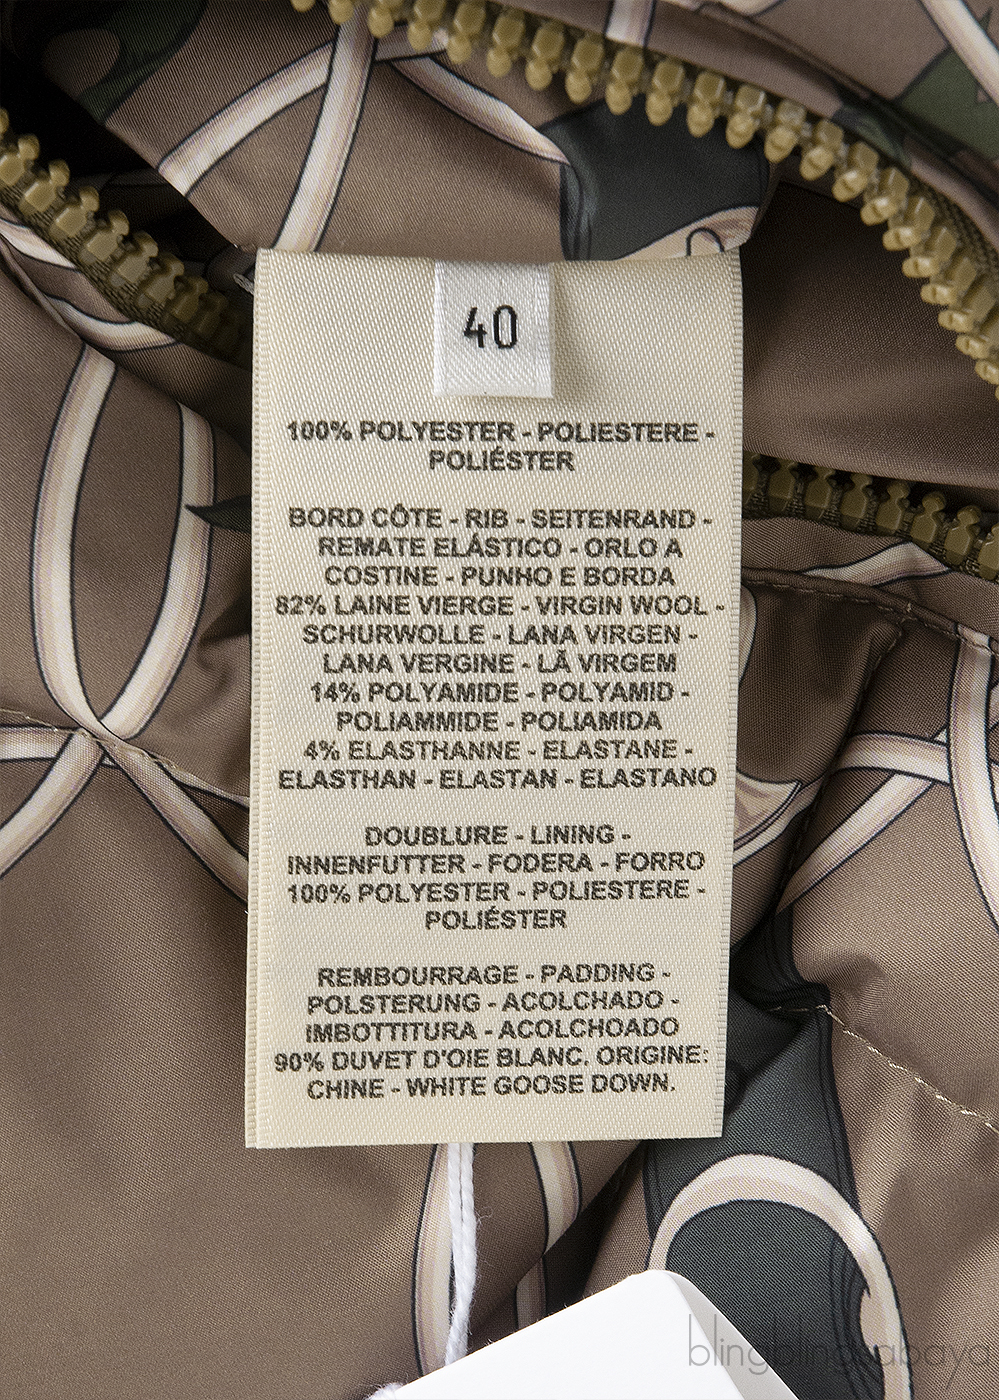 40
100% POLYESTER - POLIESTERE -
POLIÉSTER
BORD CÔTE - RIB - SEITENRAND -
REMATE ELÁSTICO - ORLO A
COSTINE - PUNHO E BORDA
82% LAINE VIERGE - VIRGIN WOOL -
SCHURWOLLE - LANA VIRGEN -
LANA VERGINE - LÃ VIRGEM
14% POLYAMIDE - POLYAMID -
POLIAMMIDE - POLIAMIDA
4% ELASTHANNE - ELASTANE -
ELASTHAN - ELASTAN - ELASTANO
DOUBLURE - LINING -
INNENFUTTER - FODERA - FORRO
100% POLYESTER - POLIESTERE -
POLIÉSTER
REMBOURRAGE - PADDING -
POLSTERUNG - ACOLCHADO -
IMBOTTITURA - ACOLCHOADO
90% DUVET D'OIE BLANC. ORIGINE:
CHINE - WHITE GOOSE DOWN.
blingblingsabaya